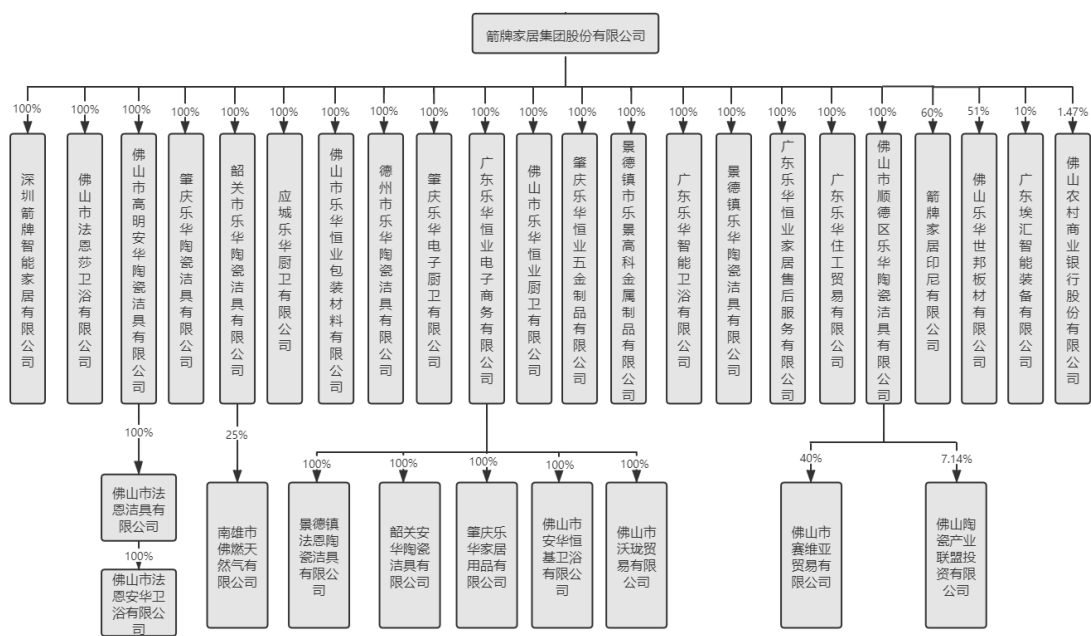 箭牌家居集团股份有限公司
100% 100% 100% 100% 100% 100% 100% 100% 100% 100% 100% 100% 100% 100% 100% 100% 100% 100% 60% 51% 10% 1.47%
深圳箭牌智能家居有限公司
佛山市法恩莎卫浴有限公司
佛山市高明安华陶瓷洁具有限公司
肇庆乐华陶瓷洁具有限公司
韶关市乐华陶瓷洁具有限公司
应城乐华厨卫有限公司
佛山市乐华恒业包装材料有限公司
德州市乐华陶瓷洁具有限公司
肇庆乐华电子厨卫有限公司
广东乐华恒业电子商务有限公司
佛山市乐华恒业厨卫有限公司
肇庆乐华恒业五金制品有限公司
景德镇市乐景高科金属制品有限公司
广东乐华智能卫浴有限公司
景德镇乐华陶瓷洁具有限公司
广东乐华恒业家居售后服务有限公司
广东乐华住工贸易有限公司
佛山市顺德区乐华陶瓷洁具有限公司
箭牌家居印尼有限公司
佛山乐华世邦板材有限公司
广东埃汇智能装备有限公司
佛山农村商业银行股份有限公司
100%
25%
100%
100%
100%
100%
100%
40%
7.14%
佛山市法
恩洁具有
限公司
100%
佛山市法
恩安华卫
浴有限公
司
南雄市
佛燃天
然气有
限公司
景德镇
法恩陶
瓷洁具
有限公
司
韶关安
华陶瓷
洁具有
限公司
肇庆乐
华家居
用品有
限公司
佛山市
安华恒
基卫浴
有限公
司
佛山市
沃珑贸
易有限
公司
佛山市
赛维亚
贸易有
限公司
佛山陶
瓷产业
联盟投
资有限
公司